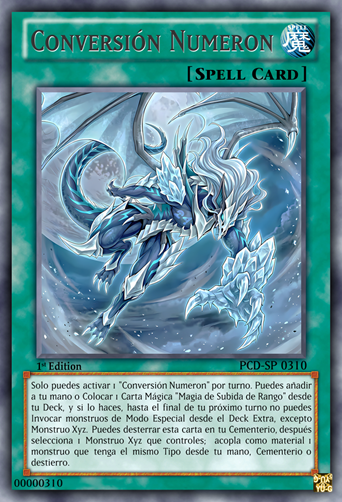 Conversión Numeron
[Spell Card]
1st Edition
PCD-SP 0310
Solo puedes activar 1 "Conversión Numeron" por turno. Puedes añadir
a tu mano o Colocar 1 Carta Mágica "Magia de Subida de Rango" desde
tu Deck, y si lo haces, hasta el final de tu próximo turno no puedes
Invocar monstruos de Modo Especial desde el Deck Extra, excepto
Monstruo Xyz. Puedes desterrar esta carta en tu Cementerio, después
selecciona 1 Monstruo Xyz que controles; acopla como material 1
monstruo que tenga el mismo Tipo desde tu mano, Cementerio o
destierro.
00000310